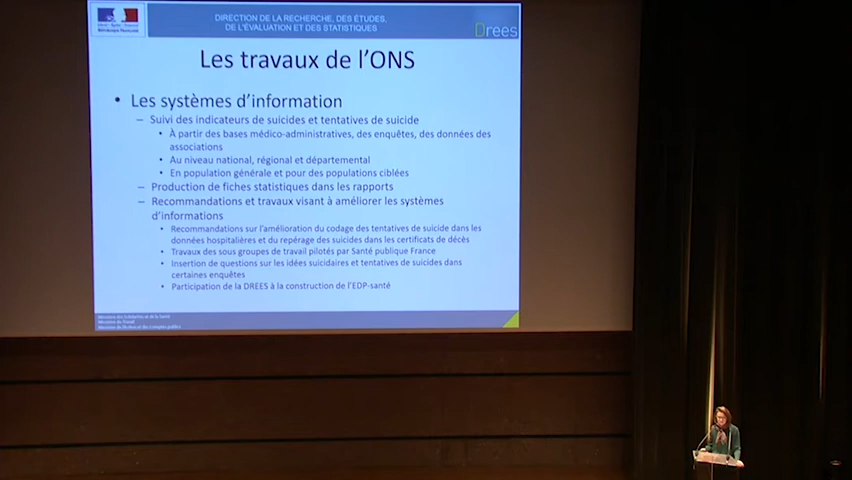 DIRECTION DE LA RECHERCHE, DES ÉTUDES,
DE L'ÉVALUATION ET DES STATISTIQUES
Drees
RÉPUBLIQUE FRANÇAISE
Les travaux de l'ONS
• Les systèmes d'information
– Suivi des indicateurs de suicides et tentatives de suicide
• À partir des bases médico-administratives, des enquêtes, des données des
associations
• Au niveau national, régional et départemental
• En population générale et pour des populations ciblées
– Production de fiches statistiques dans les rapports
– Recommandations et travaux visant à améliorer les systèmes
d'informations
• Recommandations sur l'amélioration du codage des tentatives de suicide dans les
données hospitalières et du repérage des suicides dans les certificats de décès
• Travaux des sous groupes de travail pilotés par Santé publique France
• Insertion de questions sur les idées suicidaires et tentatives de suicides dans
certaines enquêtes
• Participation de la DREES à la construction de l'EDP-santé